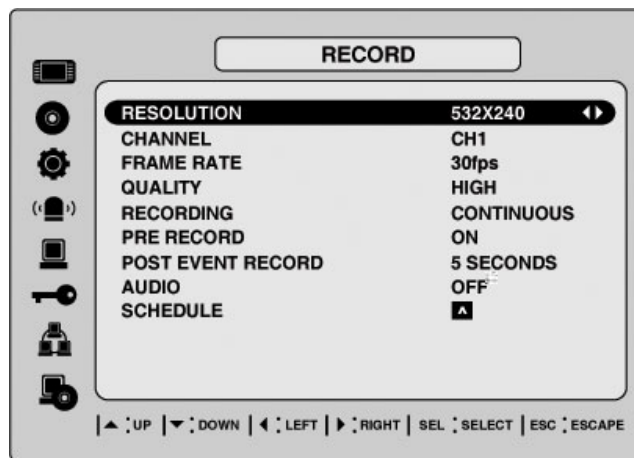 RECORD
RESOLUTION 532X240
CHANNEL CH1
FRAME RATE 30fps
QUALITY HIGH
RECORDING CONTINUOUS
PRE RECORD ON
POST EVENT RECORD 5 SECONDS
AUDIO OFF
SCHEDULE
▲ : UP | ▼ : DOWN | ◀ : LEFT | ▶ : RIGHT | SEL : SELECT | ESC : ESCAPE